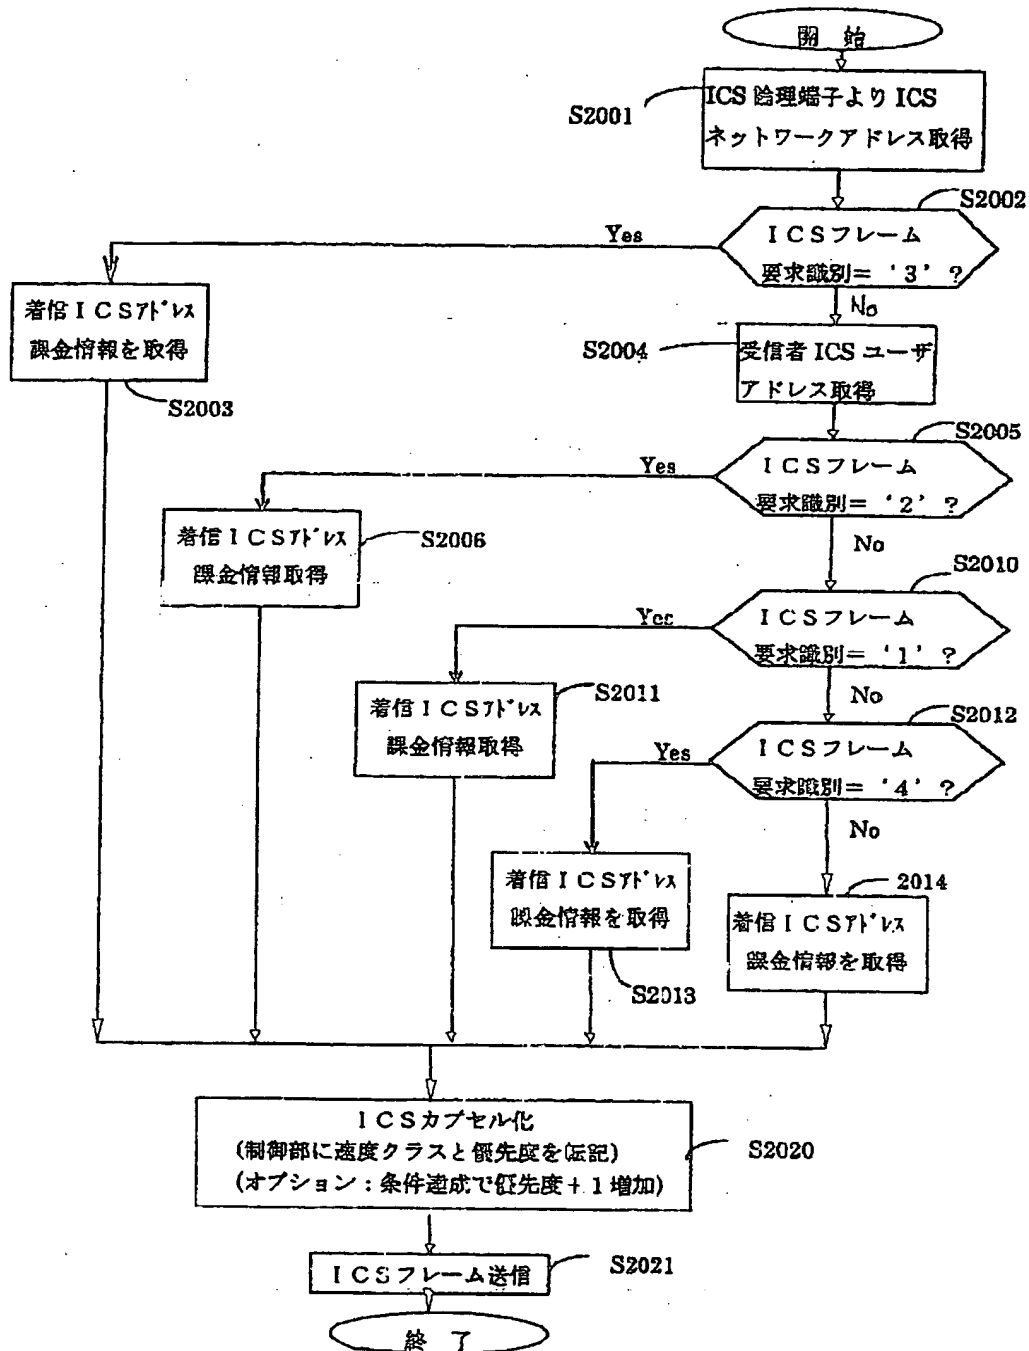 開 始
ICS 論理端子より ICS
ネットワークアドレス取得
S2001
S2002
ICSフレーム
要求識別＝ '3' ?
Yes
No
着信ICSアドレス
課金情報を取得
S2003
S2004
受信者 ICS ユーザ
アドレス取得
S2005
ICSフレーム
要求識別＝ '2' ?
Yes
No
着信ICSアドレス
課金情報取得
S2006
S2010
ICSフレーム
要求識別＝ '1' ?
Yes
No
着信ICSアドレス
課金情報取得
S2011
S2012
ICSフレーム
要求識別＝ '4' ?
Yes
No
着信ICSアドレス
課金情報を取得
S2013
2014
着信ICSアドレス
課金情報を取得
ICSカプセル化
(制御部に速度クラスと優先度を転記)
(オプション：条件達成で優先度＋1増加)
S2020
ICSフレーム送信
S2021
終 了